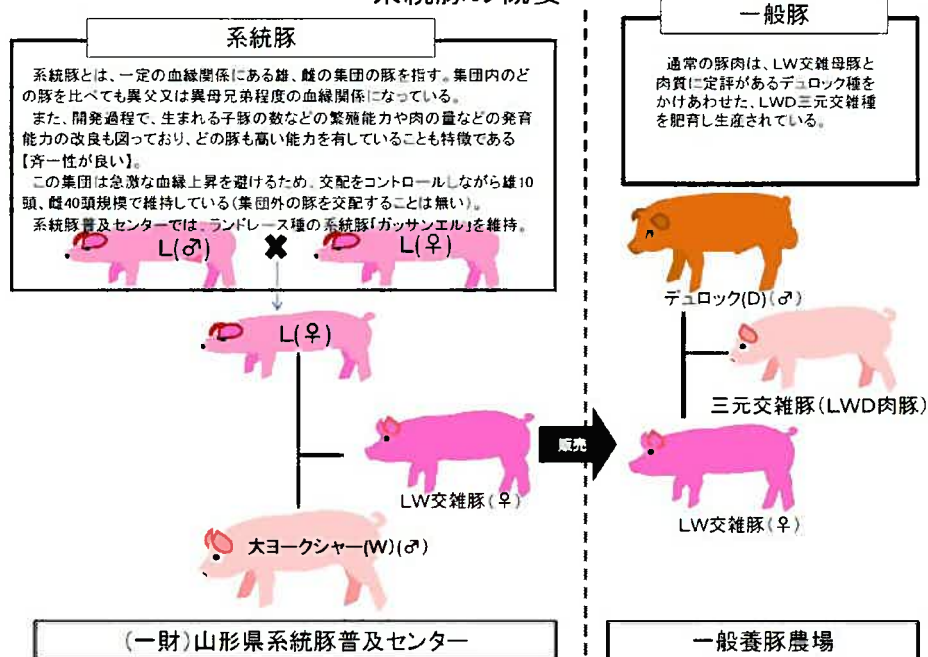 系統豚の概要
系統豚
系統豚とは、一定の血縁関係にある雄、雌の集団の豚を指す。集団内のど
の豚を比べても異父又は異母兄弟程度の血縁関係になっている。
また、開発過程で、生まれる子豚の数などの繁殖能力や肉の量などの発育
能力の改良も図っており、どの豚も高い能力を有していることも特徴である
【斉一性が良い】。
この集団は急激な血縁上昇を避けるため、交配をコントロールしながら雄10
頭、雌40頭規模で維持している(集団外の豚を交配することは無い)。
系統豚普及センターでは、ランドレース種の系統豚「ガッサンエル」を維持。
L(♂)
✖
L(♀)
L(♀)
LW交雑豚(♀)
大ヨークシャー(W)(♂)
(一財)山形県系統豚普及センター
販売
一般豚
通常の豚肉は、LW交雑母豚と
肉質に定評があるデュロック種を
かけあわせた、LWD三元交雑種
を肥育し生産されている。
デュロック(D)(♂)
三元交雑豚(LWD肉豚)
LW交雑豚(♀)
一般養豚農場